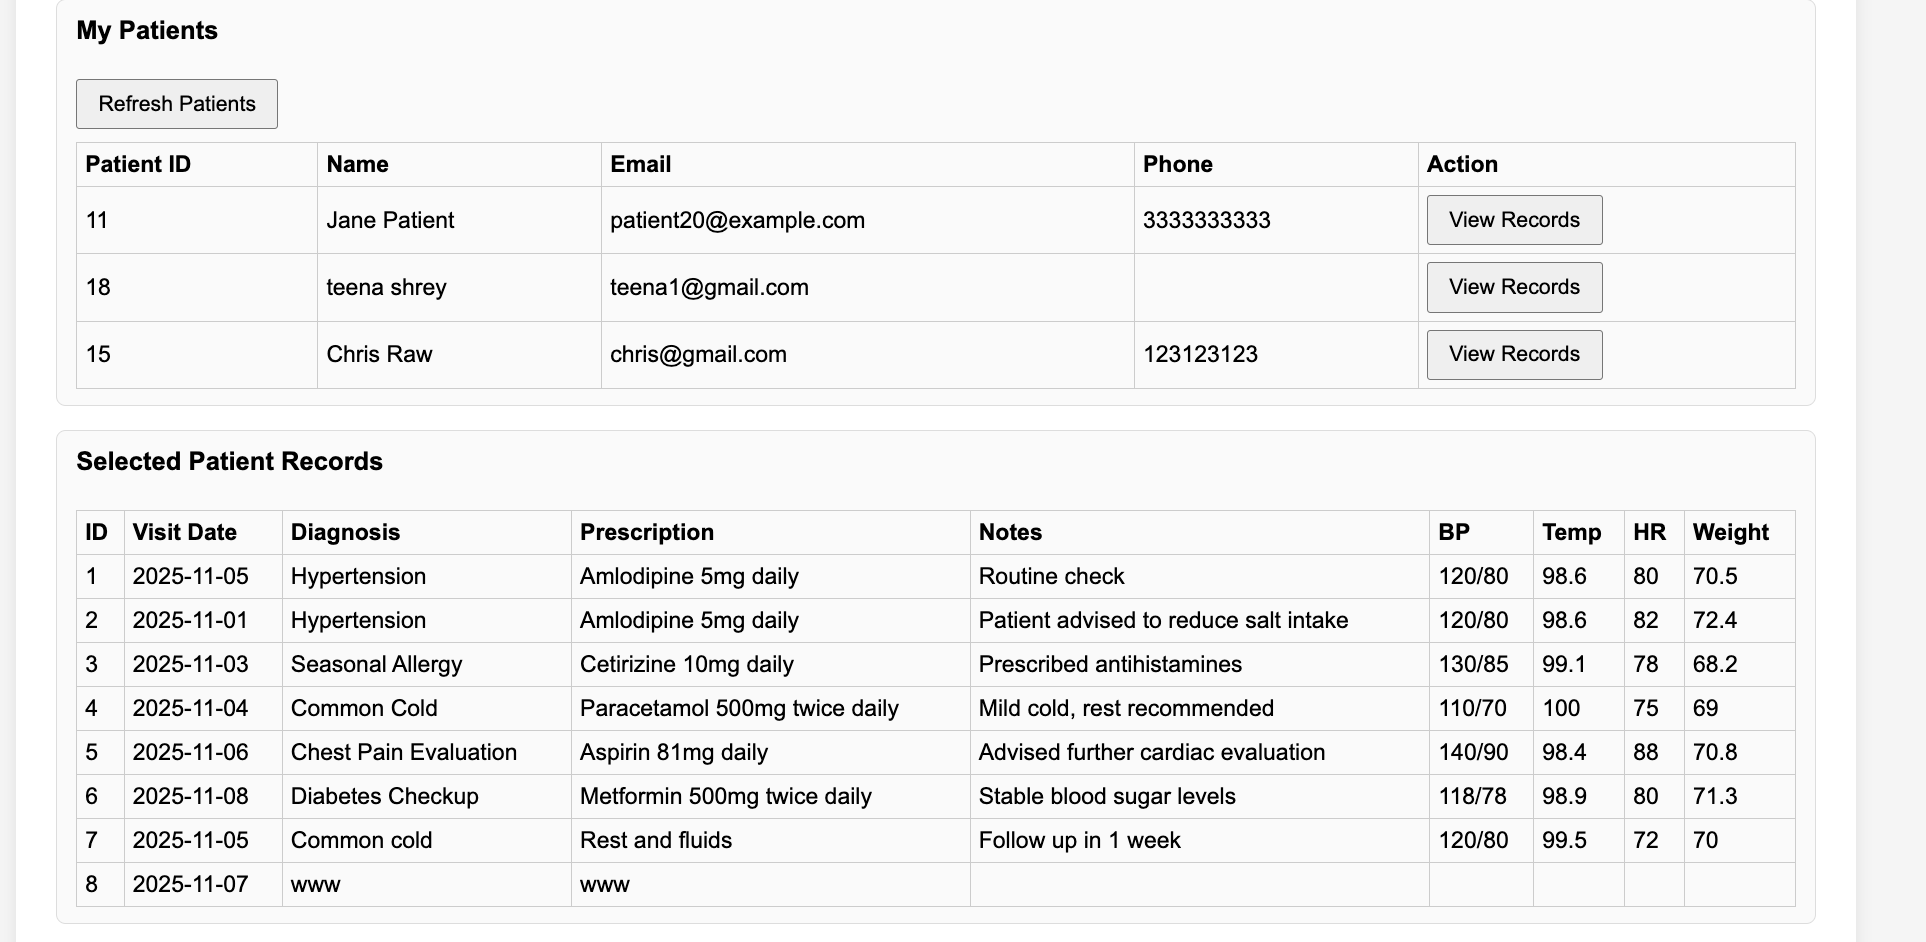 My Patients
Refresh Patients
Patient ID Name Email Phone Action
11 Jane Patient patient20@example.com 3333333333 View Records
18 teena shrey teena1@gmail.com View Records
15 Chris Raw chris@gmail.com 123123123 View Records
Selected Patient Records
ID Visit Date Diagnosis Prescription Notes BP Temp HR Weight
1 2025-11-05 Hypertension Amlodipine 5mg daily Routine check 120/80 98.6 80 70.5
2 2025-11-01 Hypertension Amlodipine 5mg daily Patient advised to reduce salt intake 120/80 98.6 82 72.4
3 2025-11-03 Seasonal Allergy Cetirizine 10mg daily Prescribed antihistamines 130/85 99.1 78 68.2
4 2025-11-04 Common Cold Paracetamol 500mg twice daily Mild cold, rest recommended 110/70 100 75 69
5 2025-11-06 Chest Pain Evaluation Aspirin 81mg daily Advised further cardiac evaluation 140/90 98.4 88 70.8
6 2025-11-08 Diabetes Checkup Metformin 500mg twice daily Stable blood sugar levels 118/78 98.9 80 71.3
7 2025-11-05 Common cold Rest and fluids Follow up in 1 week 120/80 99.5 72 70
8 2025-11-07 www www